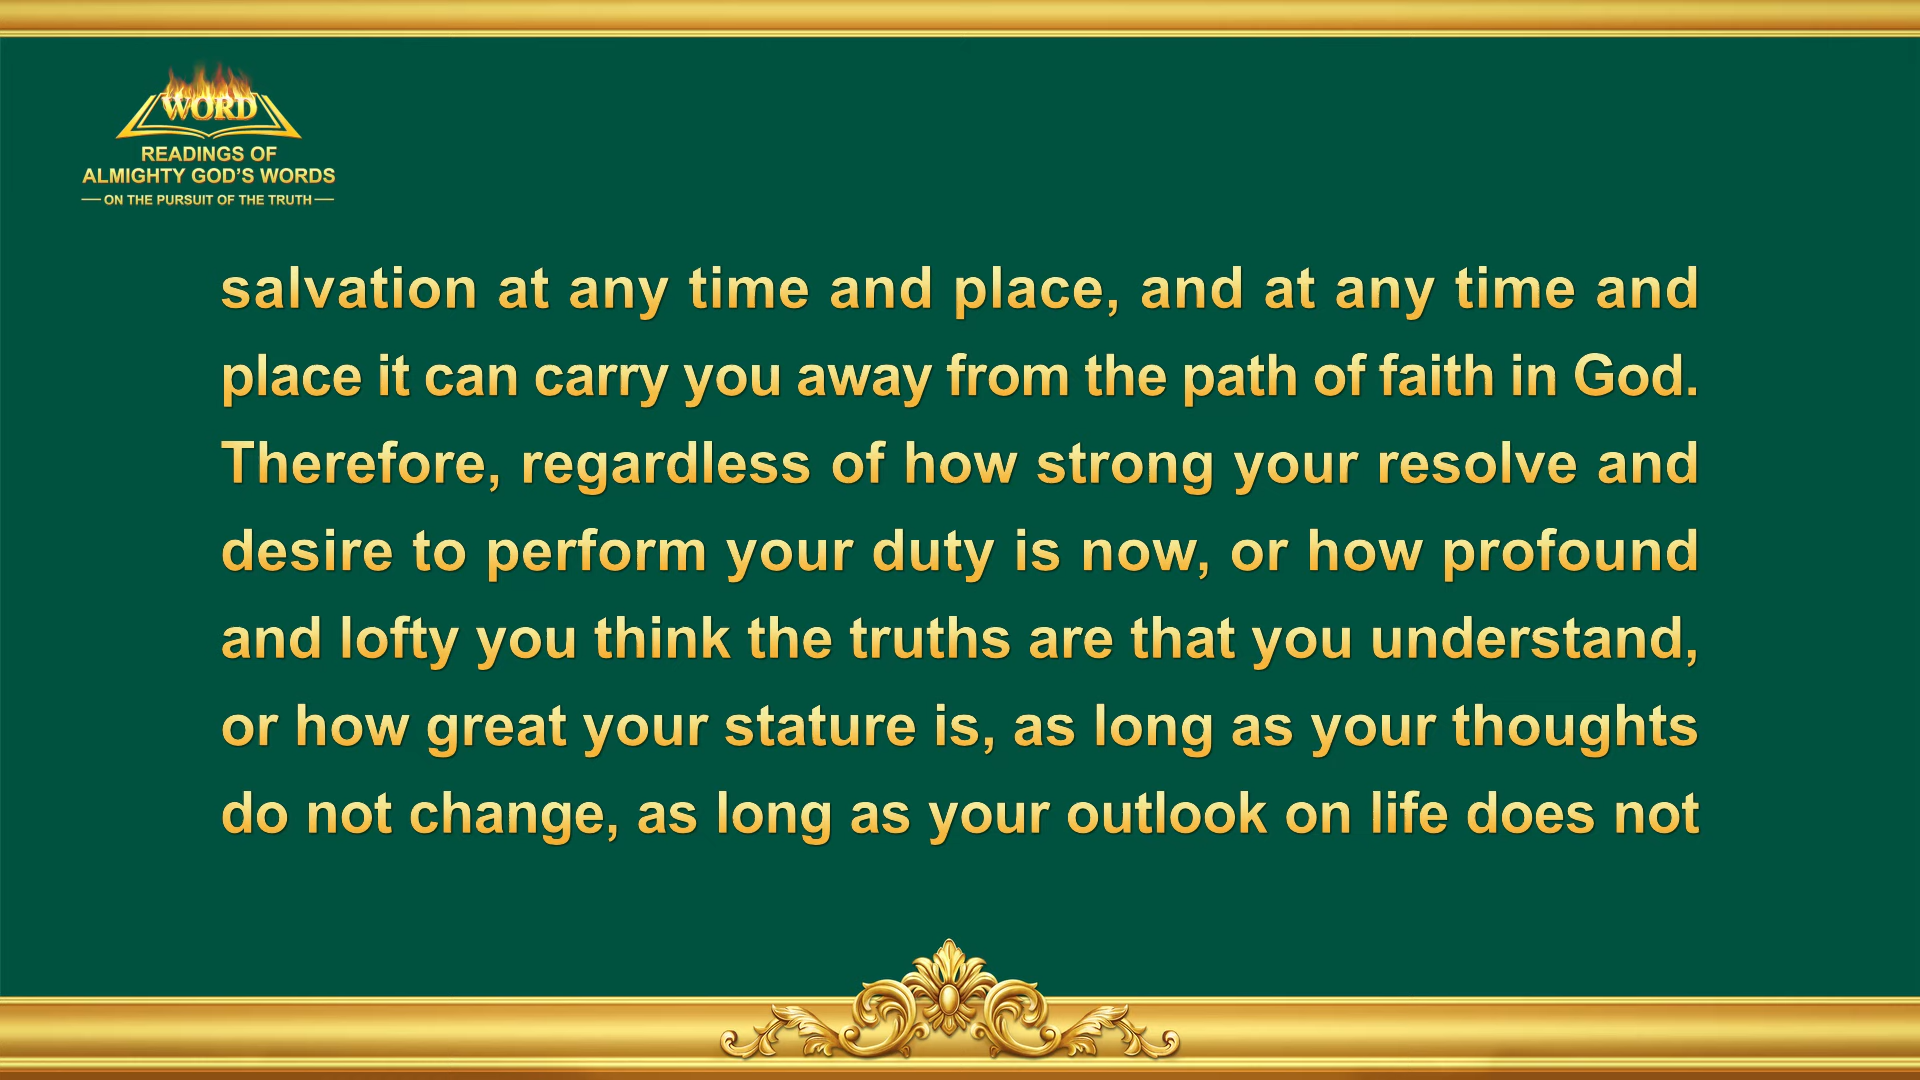 WORD
READINGS OF
ALMIGHTY GOD'S WORDS
— ON THE PURSUIT OF THE TRUTH —
salvation at any time and place, and at any time and
place it can carry you away from the path of faith in God.
Therefore, regardless of how strong your resolve and
desire to perform your duty is now, or how profound
and lofty you think the truths are that you understand,
or how great your stature is, as long as your thoughts
do not change, as long as your outlook on life does not